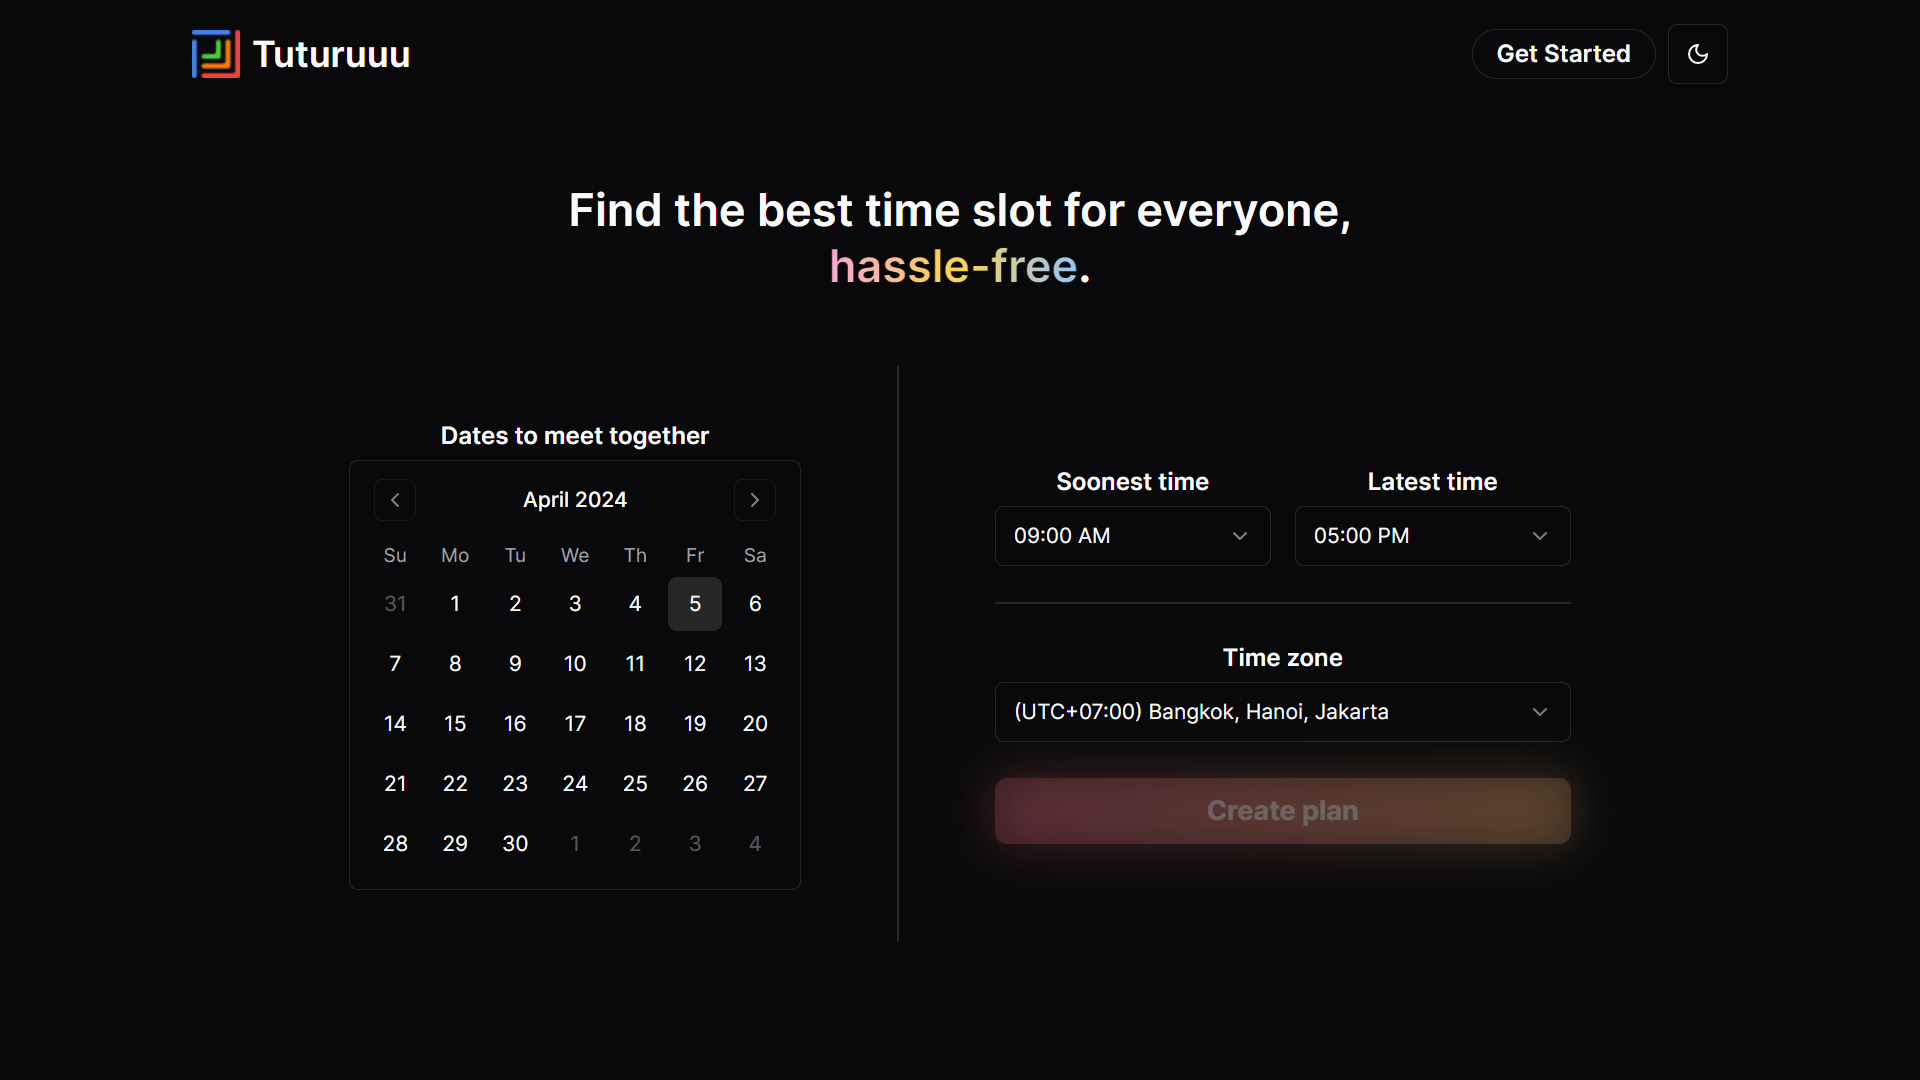 Tuturuuu
Get Started
Find the best time slot for everyone,
hassle-free.
Dates to meet together
April 2024
Su Mo Tu We Th Fr Sa
31 1 2 3 4 5 6
7 8 9 10 11 12 13
14 15 16 17 18 19 20
21 22 23 24 25 26 27
28 29 30 1 2 3 4
Soonest time
09:00 AM
Latest time
05:00 PM
Time zone
(UTC+07:00) Bangkok, Hanoi, Jakarta
Create plan